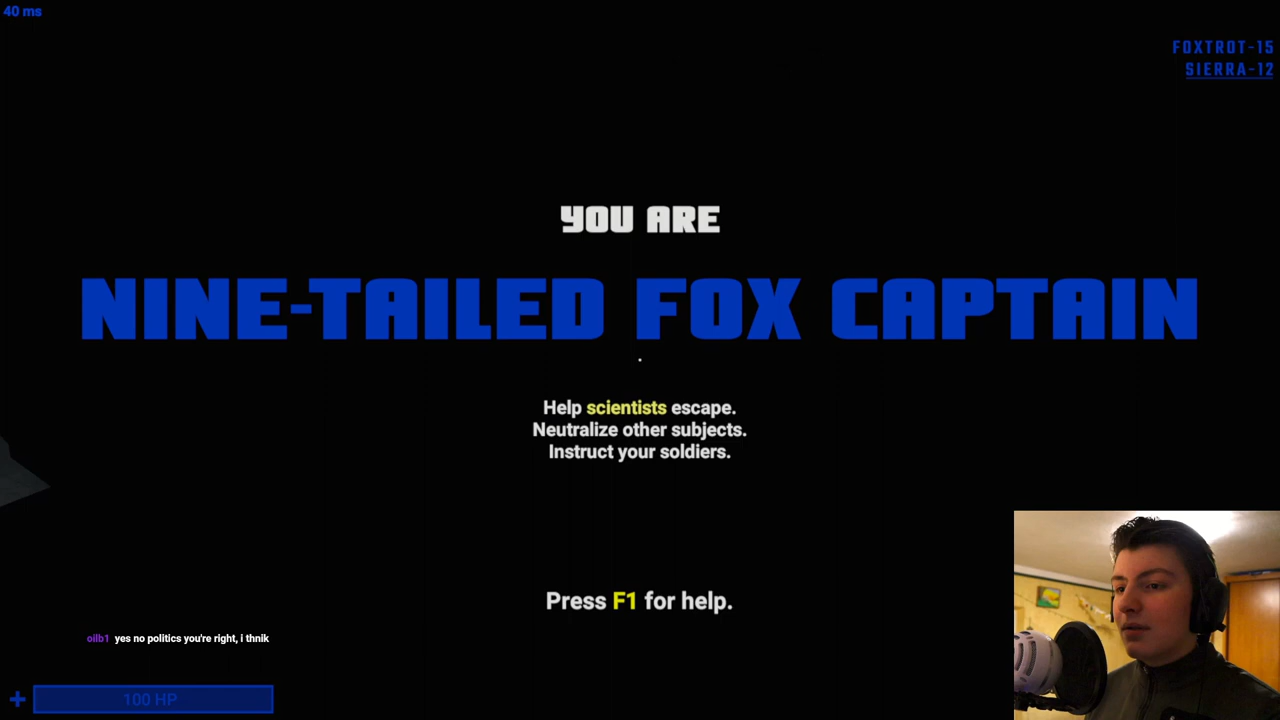 40 ms
FOXTROT-15
SIERRA-12
YOU ARE
NINE-TAILED FOX CAPTAIN
Help scientists escape.
Neutralize other subjects.
Instruct your soldiers.
Press F1 for help.
oilb1 yes no politics you're right, i thnik
+ 100 HP